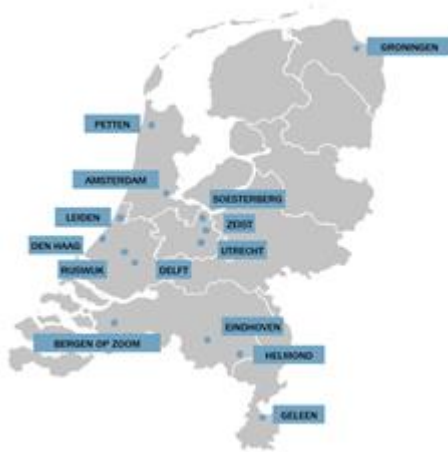 GRONINGEN
PETTEN
AMSTERDAM
SOESTERBERG
LEIDEN
ZEIST
DEN HAAG
UTRECHT
RIJSWIJK
DELFT
EINDHOVEN
BERGEN OP ZOOM
HELMOND
GELEEN